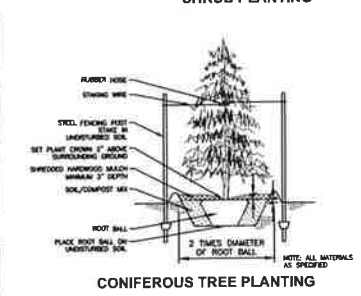 SHRUB PLANTING
RUBBER HOSE
STAKING WIRE
STEEL FENCING POST
STAKE IN
UNDISTURBED SOIL
SET PLANT CROWN 2" ABOVE
SURROUNDING GROUND
SHREDDED HARDWOOD MULCH
MINIMUM 3" DEPTH
SOIL/COMPOST MIX
ROOT BALL
PLACE ROOT BALL ON
UNDISTURBED SOIL
2 TIMES DIAMETER
OF ROOT BALL
NOTE: ALL MATERIALS
AS SPECIFIED
CONIFEROUS TREE PLANTING